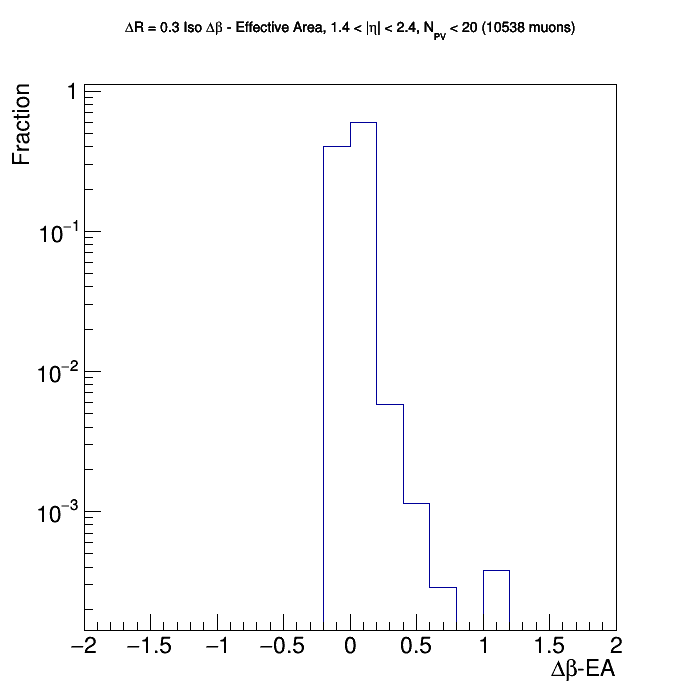 ΔR = 0.3 Iso Δβ - Effective Area, 1.4 < |η| < 2.4, N_PV < 20 (10538 muons)
Fraction
1
10⁻¹
10⁻²
10⁻³
−2 −1.5 −1 −0.5 0 0.5 1 1.5 2
Δβ-EA